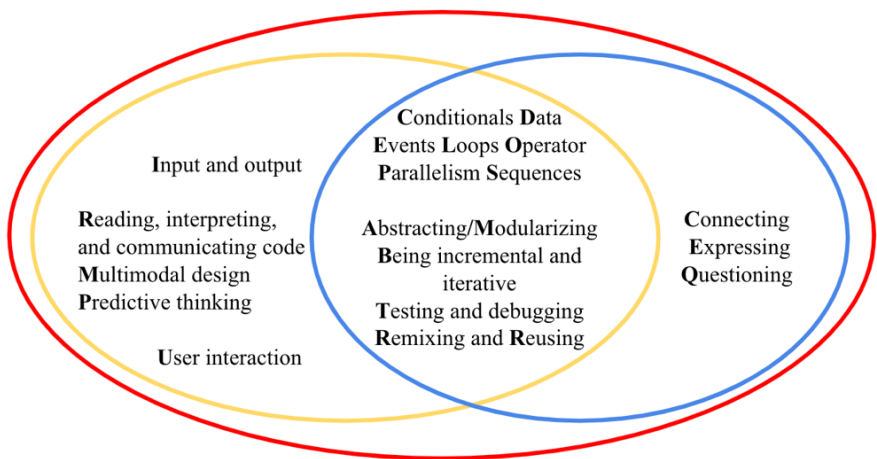 Input and output
Reading, interpreting,
and communicating code
Multimodal design
Predictive thinking
User interaction
Conditionals Data
Events Loops Operator
Parallelism Sequences
Abstracting/Modularizing
Being incremental and
iterative
Testing and debugging
Remixing and Reusing
Connecting
Expressing
Questioning